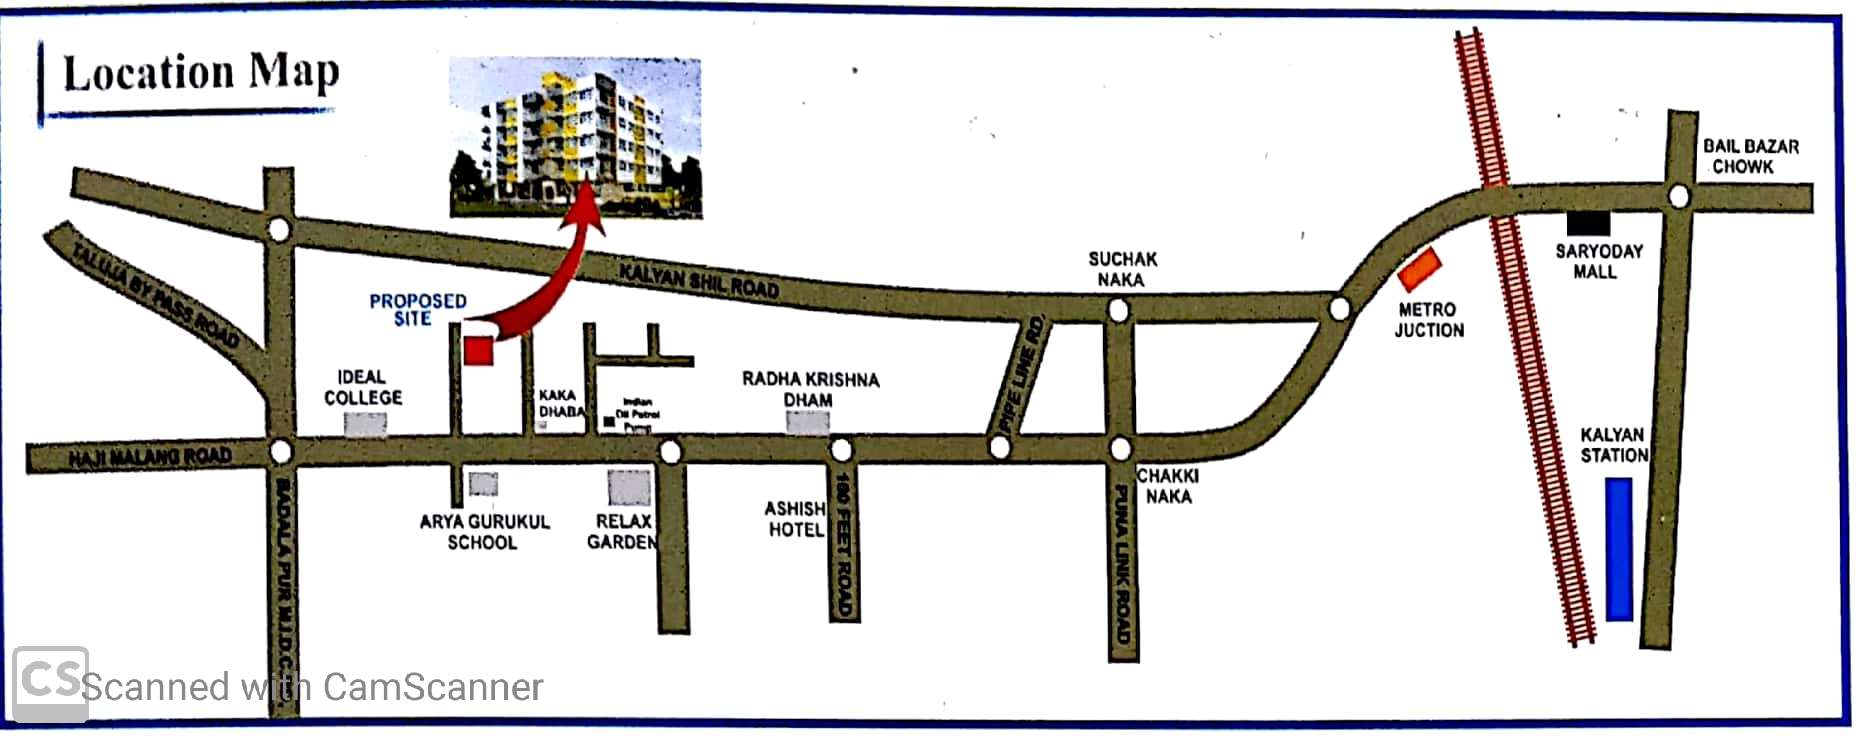 Location Map
BAIL BAZAR
CHOWK
TALUJA BY PASS ROAD
KALYAN SHIL ROAD
SUCHAK
NAKA
SARYODAY
MALL
PROPOSED
SITE
METRO
JUCTION
PIPE LINE RD.
IDEAL
COLLEGE
KAKA
DHABA
Indian
Oil Petrol
Pump
RADHA KRISHNA
DHAM
HAJI MALANG ROAD
KALYAN
STATION
CHAKKI
NAKA
ARYA GURUKUL
SCHOOL
RELAX
GARDEN
ASHISH
HOTEL
100 FEET ROAD
PUNA LINK ROAD
BADALA PUR M.I.D.C.
CS
Scanned with CamScanner